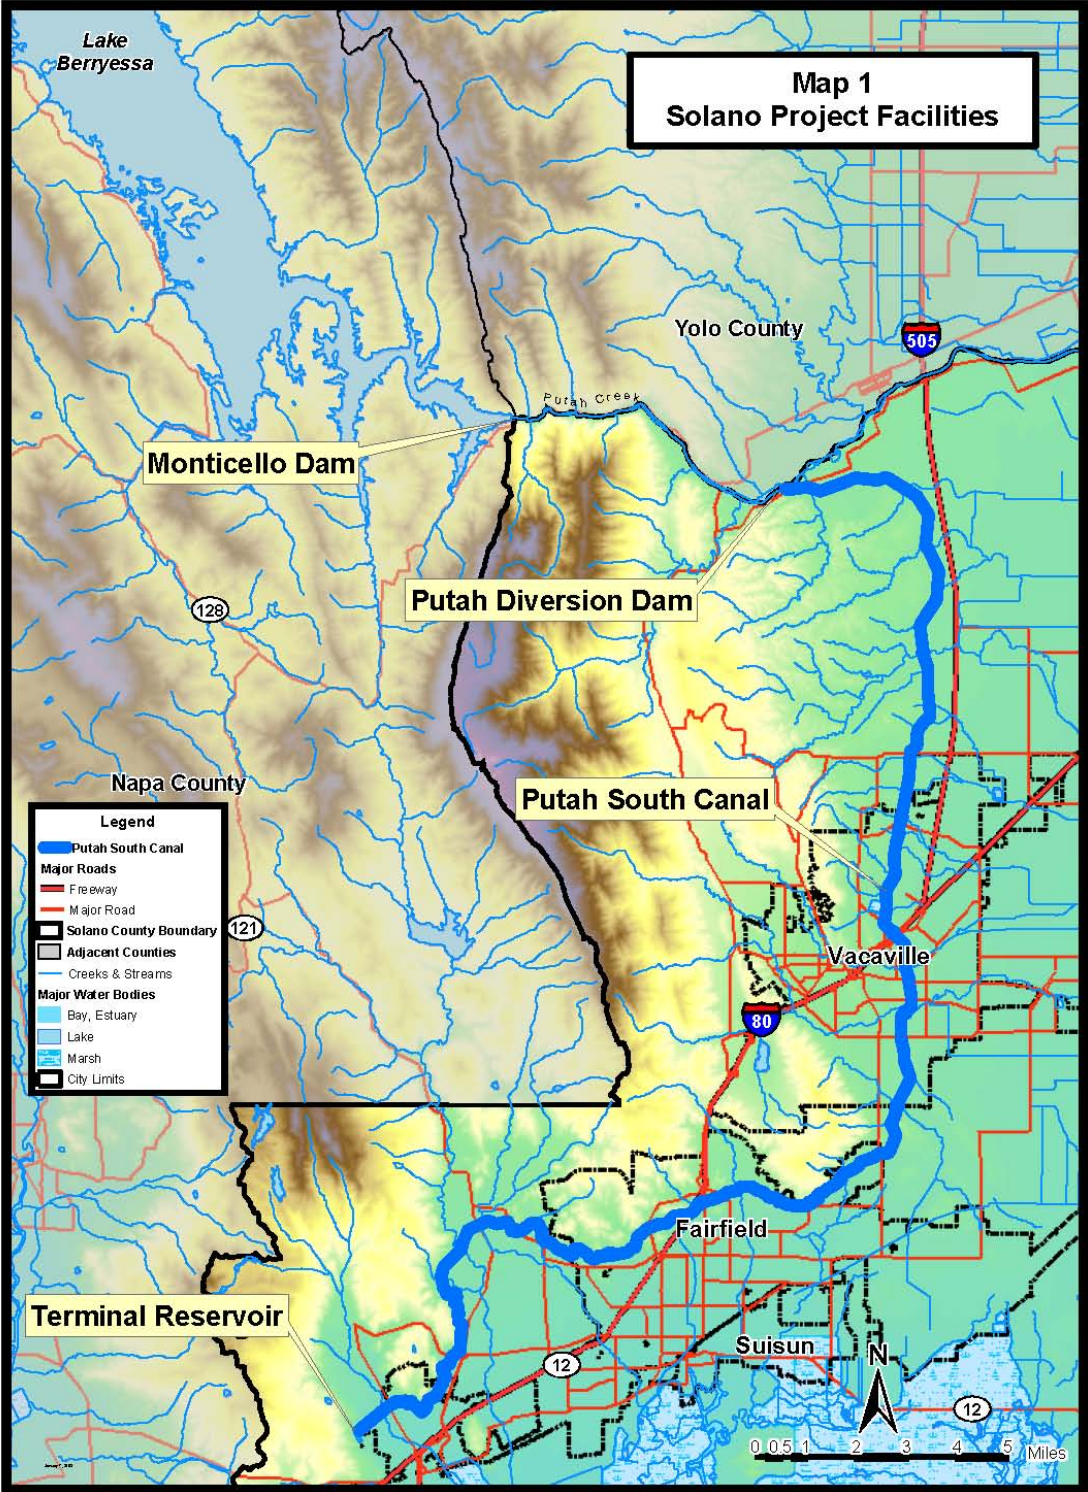 Lake
Berryessa
Map 1
Solano Project Facilities
Yolo County
505
Putah Creek
Monticello Dam
Putah Diversion Dam
128
Napa County
Putah South Canal
Legend
Putah South Canal
Major Roads
Freeway
Major Road
Solano County Boundary
Adjacent Counties
Creeks & Streams
Major Water Bodies
Bay, Estuary
Lake
Marsh
City Limits
121
Vacaville
80
Fairfield
Terminal Reservoir
Suisun
N
12
12
0 0.5 1 2 3 4 5 Miles